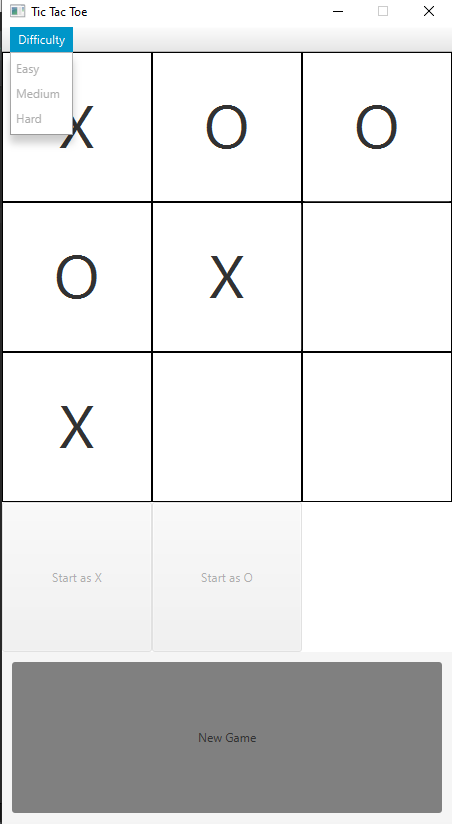 Tic Tac Toe
Difficulty
Easy
Medium
Hard
X O O
O X
X
Start as X Start as O
New Game